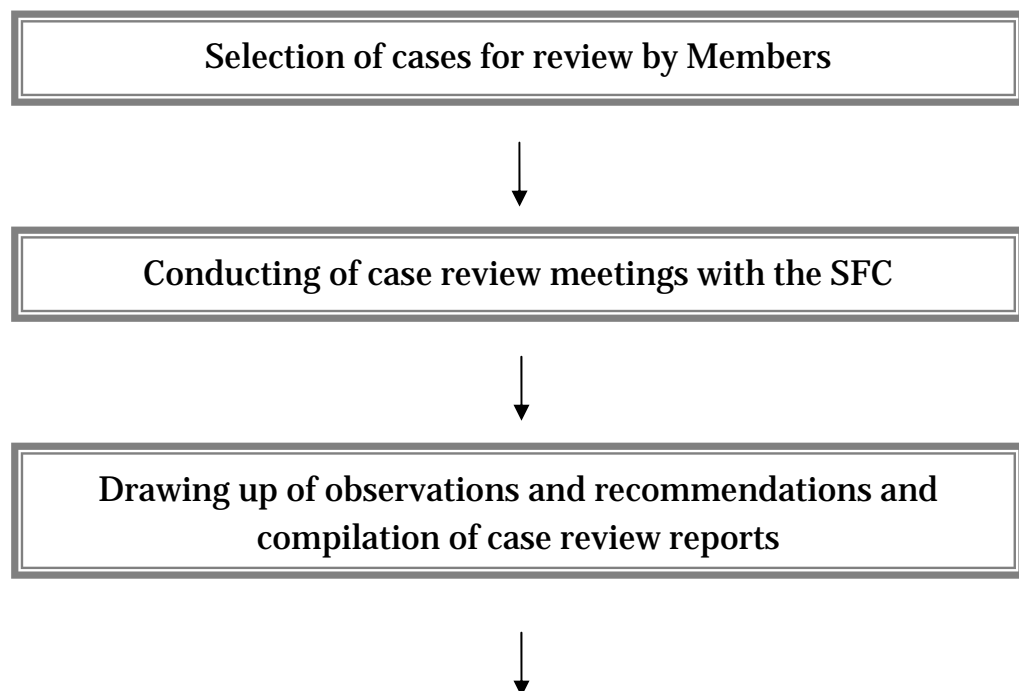 Selection of cases for review by Members
Conducting of case review meetings with the SFC
Drawing up of observations and recommendations and
compilation of case review reports